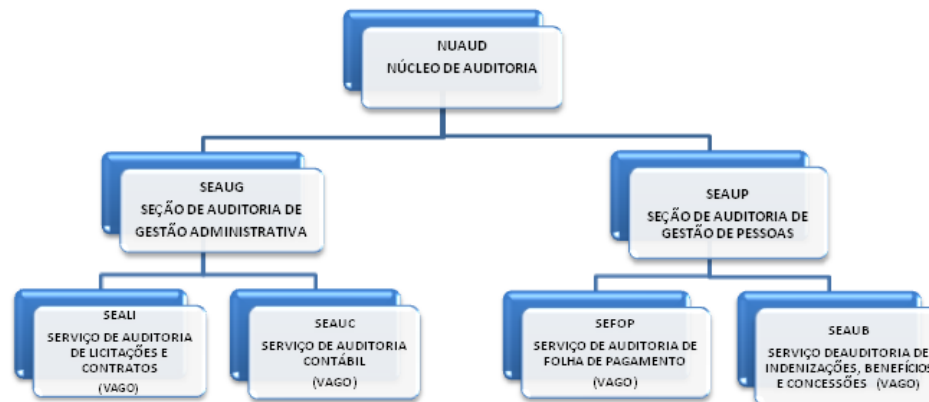 NUAUD
NÚCLEO DE AUDITORIA
SEAUG
SEÇÃO DE AUDITORIA DE
GESTÃO ADMINISTRATIVA
SEAUP
SEÇÃO DE AUDITORIA DE
GESTÃO DE PESSOAS
SEALI
SERVIÇO DE AUDITORIA
DE LICITAÇÕES E
CONTRATOS
(VAGO)
SEAUC
SERVIÇO DE AUDITORIA
CONTÁBIL
(VAGO)
SEFOP
SERVIÇO DE AUDITORIA DE
FOLHA DE PAGAMENTO
(VAGO)
SEAUB
SERVIÇO DEAUDITORIA DE
INDENIZAÇÕES, BENEFÍCIOS
E CONCESSÕES (VAGO)